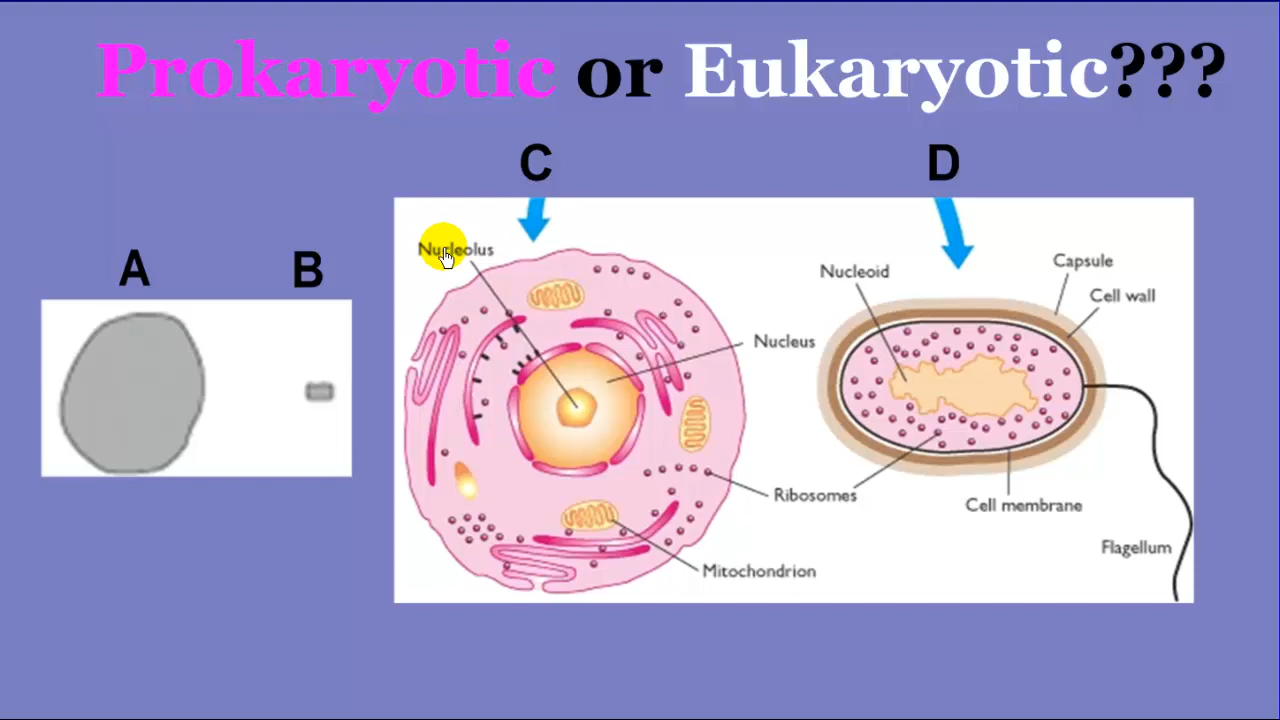 Prokaryotic or Eukaryotic???
C
D
A
B
Nucleolus
Nucleus
Ribosomes
Mitochondrion
Nucleoid
Capsule
Cell wall
Cell membrane
Flagellum